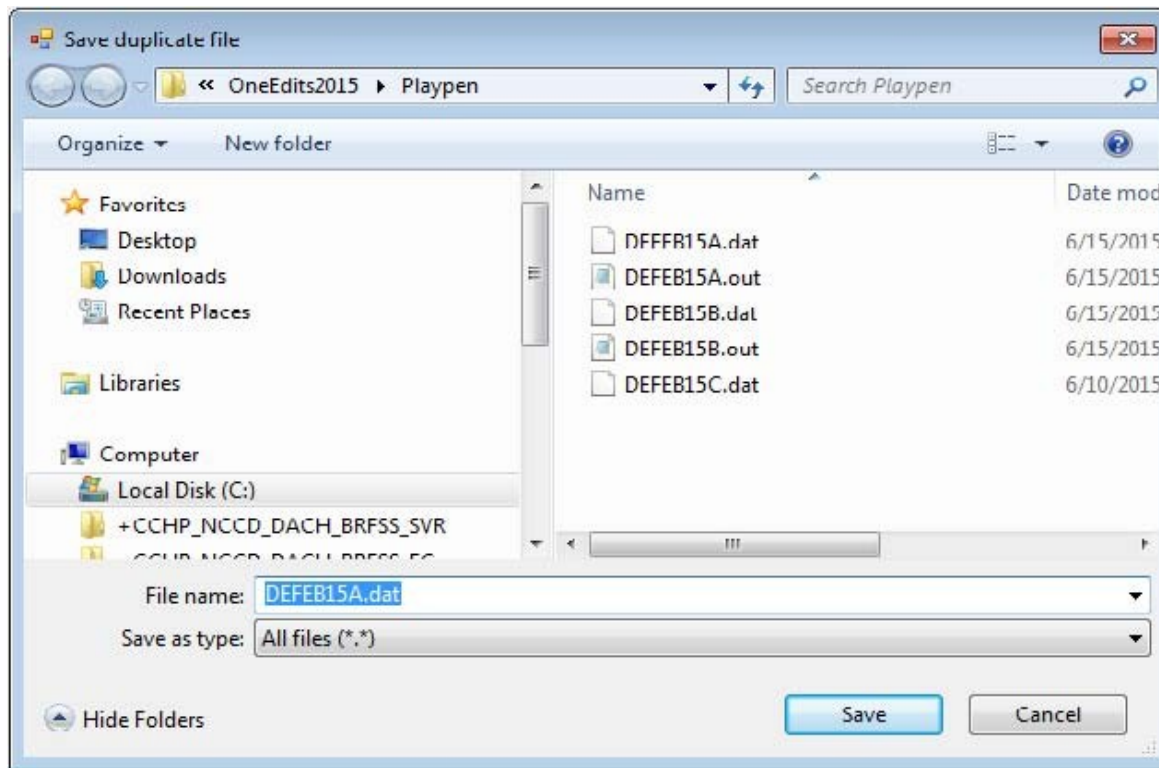 Save duplicate file
« OneEdits2015 ▸ Playpen
Search Playpen
Organize
New folder
Favorites
Desktop
Downloads
Recent Places
Libraries
Computer
Local Disk (C:)
+CCHP_NCCD_DACH_BRFSS_SVR
Name
Date mod
DEFEB15A.dat
6/15/2015
DEFEB15A.out
6/15/2015
DEFEB15B.dat
6/15/2015
DEFEB15B.out
6/15/2015
DEFEB15C.dat
6/10/2015
File name: DEFEB15A.dat
Save as type: All files (*.*)
Hide Folders
Save
Cancel